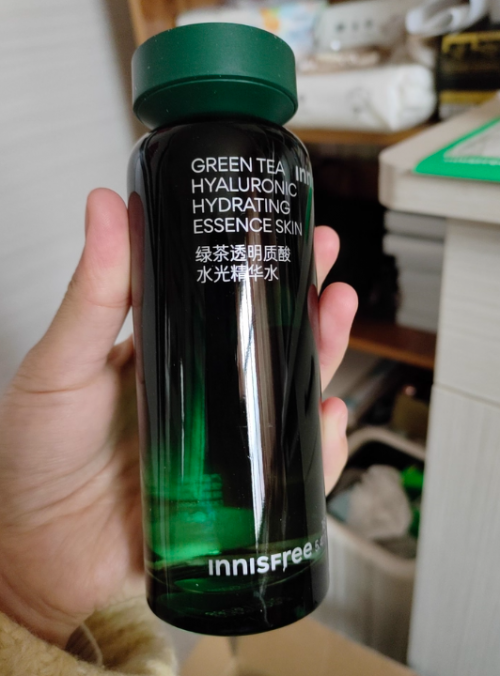 GREEN TEA
HYALURONIC
HYDRATING
ESSENCE SKIN
绿茶透明质酸
水光精华水
innisfree